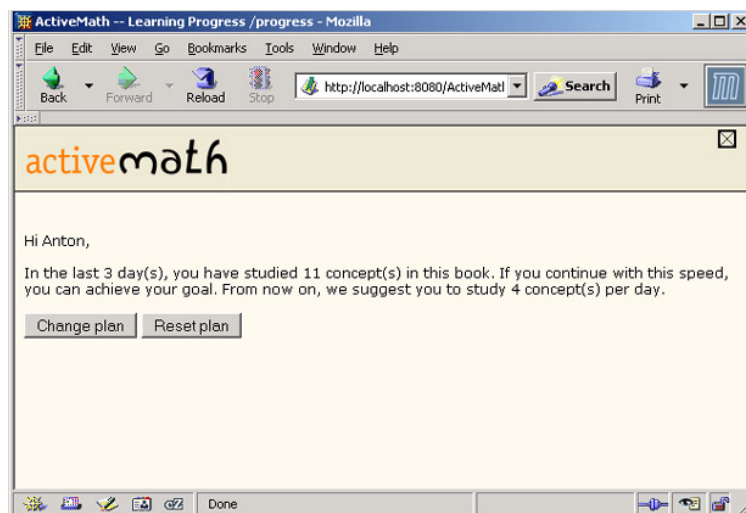 ActiveMath -- Learning Progress /progress - Mozilla
File Edit View Go Bookmarks Tools Window Help
http://localhost:8080/ActiveMatl Search
Back Forward Reload Stop Print
activemath
Hi Anton,
In the last 3 day(s), you have studied 11 concept(s) in this book. If you continue with this speed,
you can achieve your goal. From now on, we suggest you to study 4 concept(s) per day.
Change plan Reset plan
Done